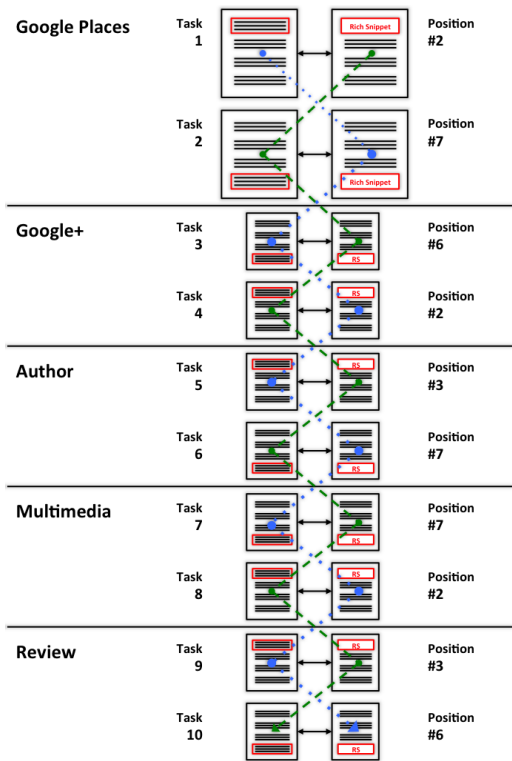 Google Places
Task
1
Rich Snippet
Position
#2
Task
2
Rich Snippet
Position
#7
Google+
Task
3
RS
Position
#6
Task
4
RS
Position
#2
Author
Task
5
RS
Position
#3
Task
6
RS
Position
#7
Multimedia
Task
7
RS
Position
#7
Task
8
RS
Position
#2
Review
Task
9
RS
Position
#3
Task
10
RS
Position
#6